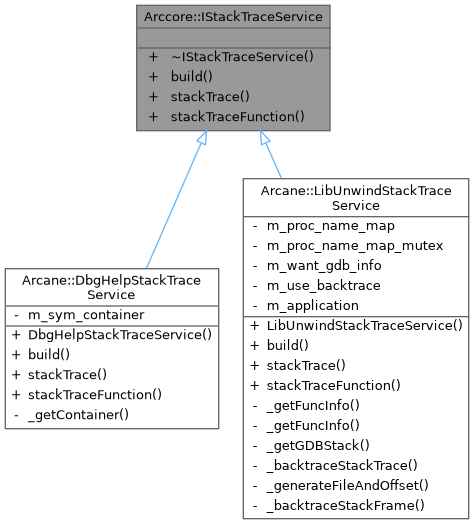 Arccore::IStackTraceService
+ ~IStackTraceService()
+ build()
+ stackTrace()
+ stackTraceFunction()
Arcane::DbgHelpStackTrace
Service
- m_sym_container
+ DbgHelpStackTraceService()
+ build()
+ stackTrace()
+ stackTraceFunction()
- _getContainer()
Arcane::LibUnwindStackTrace
Service
- m_proc_name_map
- m_proc_name_map_mutex
- m_want_gdb_info
- m_use_backtrace
- m_application
+ LibUnwindStackTraceService()
+ build()
+ stackTrace()
+ stackTraceFunction()
- _getFuncInfo()
- _getFuncInfo()
- _getGDBStack()
- _backtraceStackTrace()
- _generateFileAndOffset()
- _backtraceStackFrame()